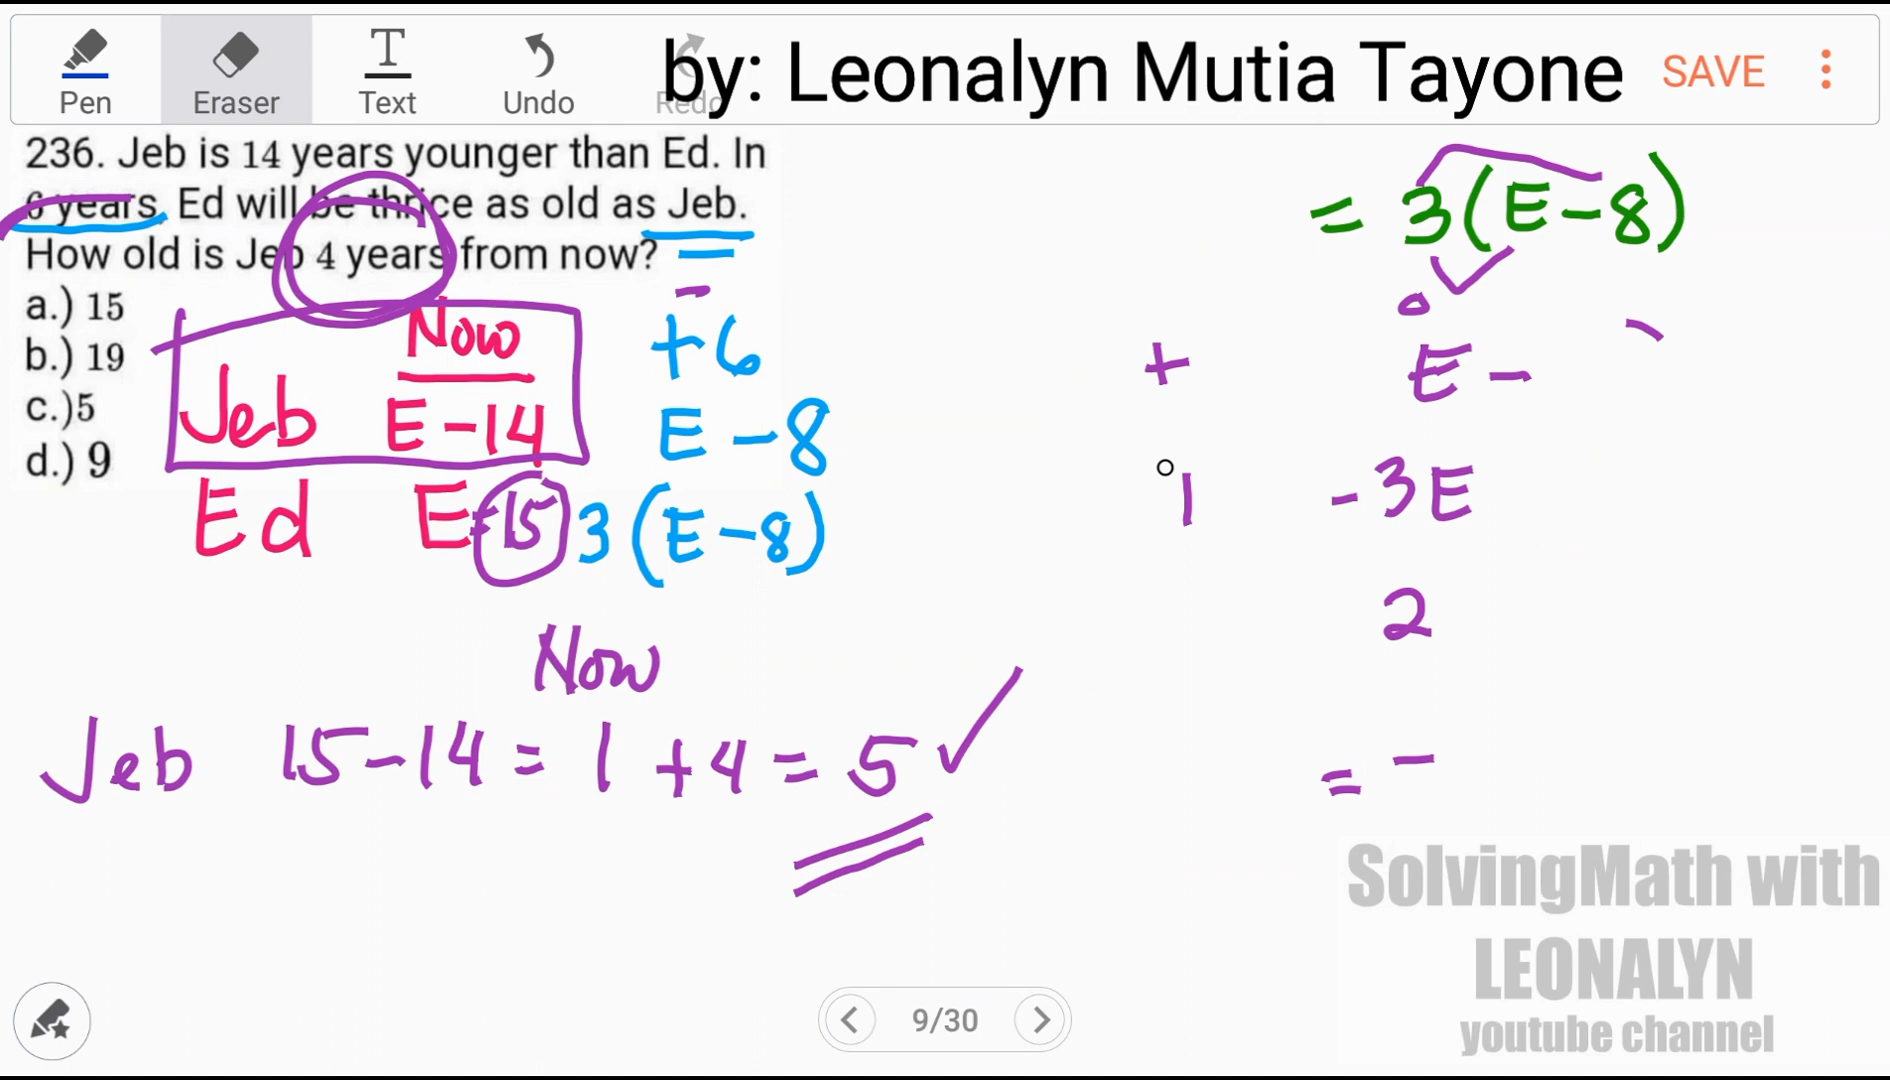 Pen
Eraser
Text
Undo
Redo
by: Leonalyn Mutia Tayone
SAVE
236. Jeb is 14 years younger than Ed. In
6 years, Ed will be thrice as old as Jeb.
How old is Jeb 4 years from now?
a.) 15
b.) 19
c.)5
d.) 9
Now
+6
Jeb E-14
E-8
Ed E=15
3(E-8)
Now
Jeb 15-14=1+4=5
= 3(E-8)
+ E-
1 -3E
2
= -
9/30
SolvingMath with
LEONALYN
youtube channel